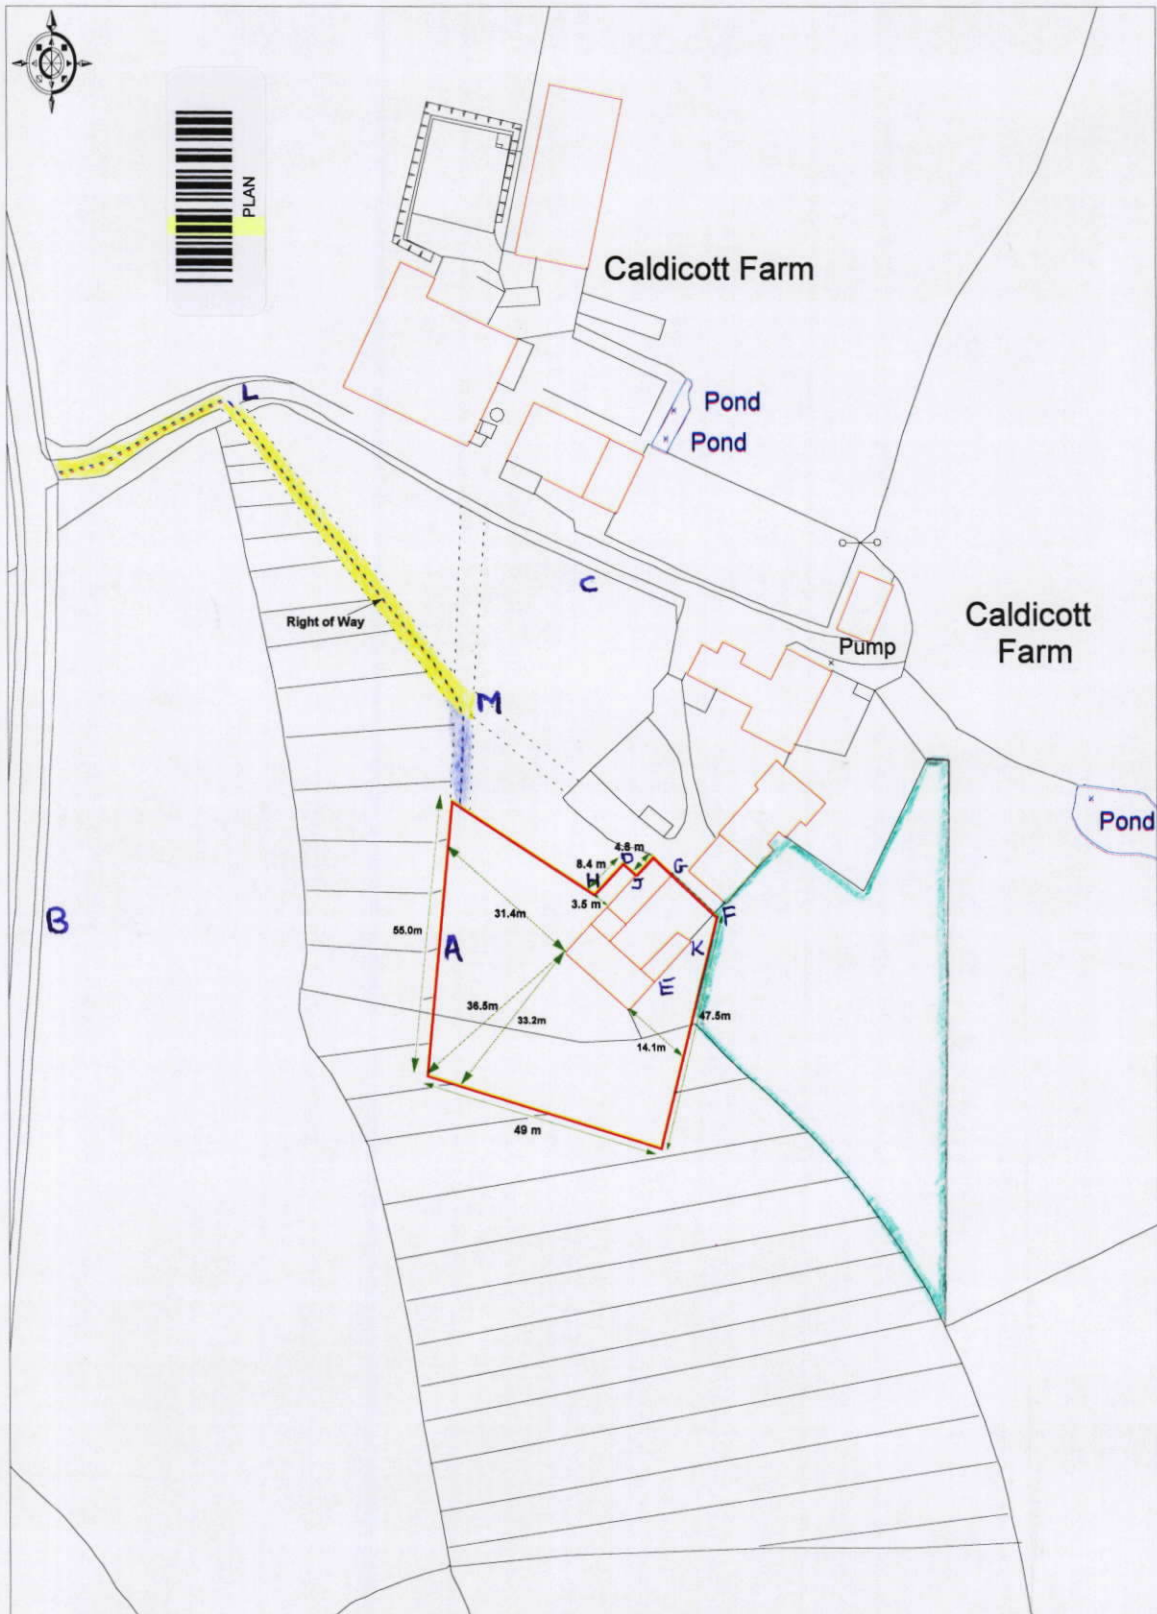 PLAN
Caldicott Farm
L
Pond
Pond
C
Right of Way
Caldicott
Farm
Pump
M
Pond
4.6 m
8.4 m
D
G
H
J
3.5 m
F
B
55.0m
31.4m
A
K
E
36.5m
33.2m
47.5m
14.1m
49 m